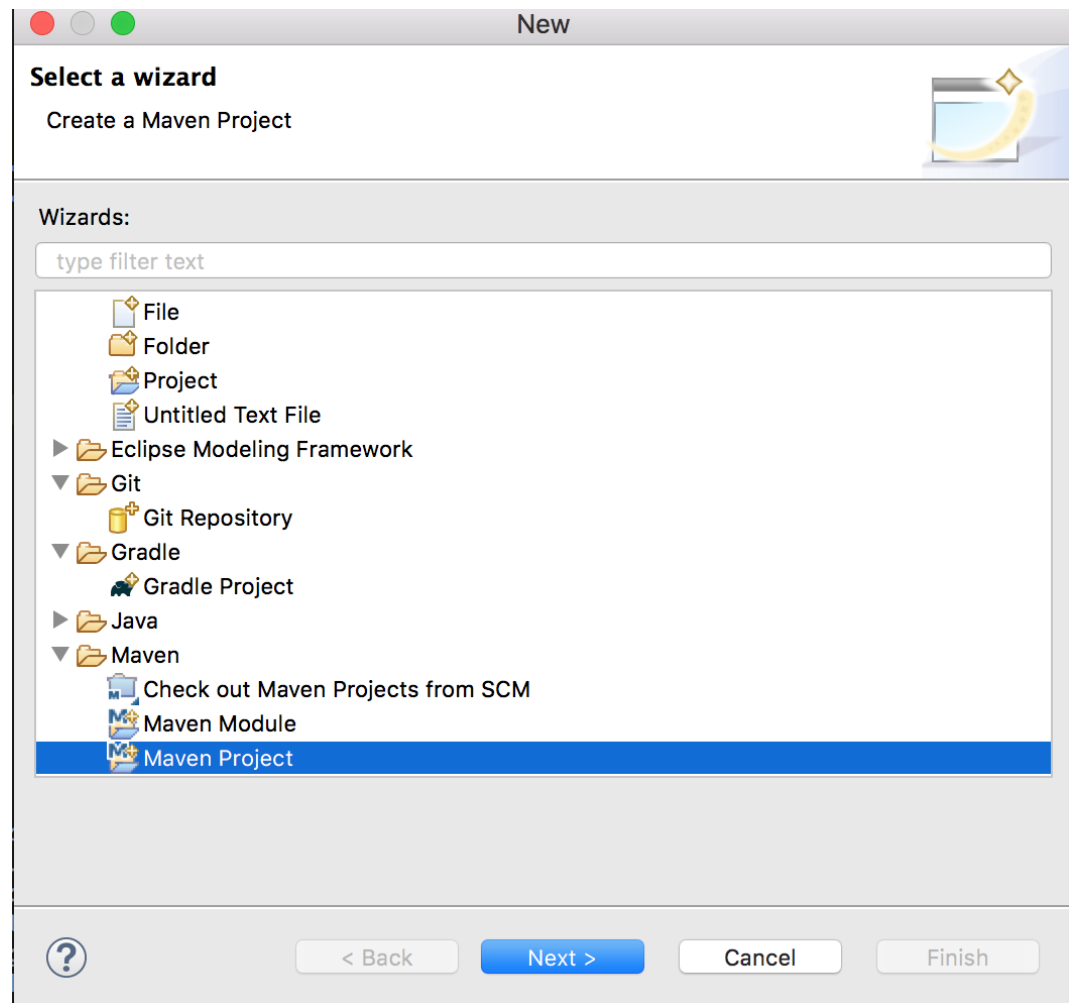 New
Select a wizard
Create a Maven Project
Wizards:
type filter text
File
Folder
Project
Untitled Text File
Eclipse Modeling Framework
Git
Git Repository
Gradle
Gradle Project
Java
Maven
M Check out Maven Projects from SCM
M Maven Module
M Maven Project
? < Back Next > Cancel Finish